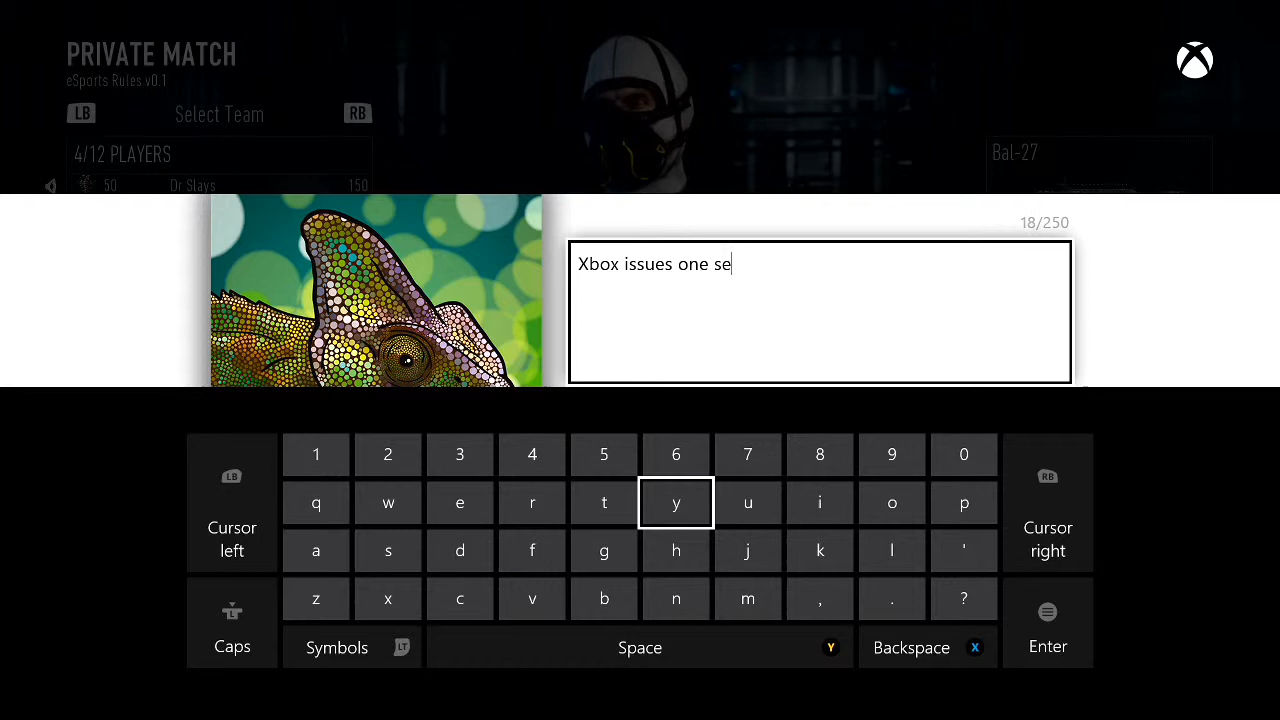 PRIVATE MATCH
eSports Rules v0.1
LB Select Team RB
4/12 PLAYERS
50 Dr Slays 150
Bal-27
18/250
Xbox issues one se
1 2 3 4 5 6 7 8 9 0
LB
RB
q w e r t y u i o p
Cursor left
Cursor right
a s d f g h j k l '
z x c v b n m , . ?
L
Caps
Symbols LT
Space Y
Backspace X
Enter